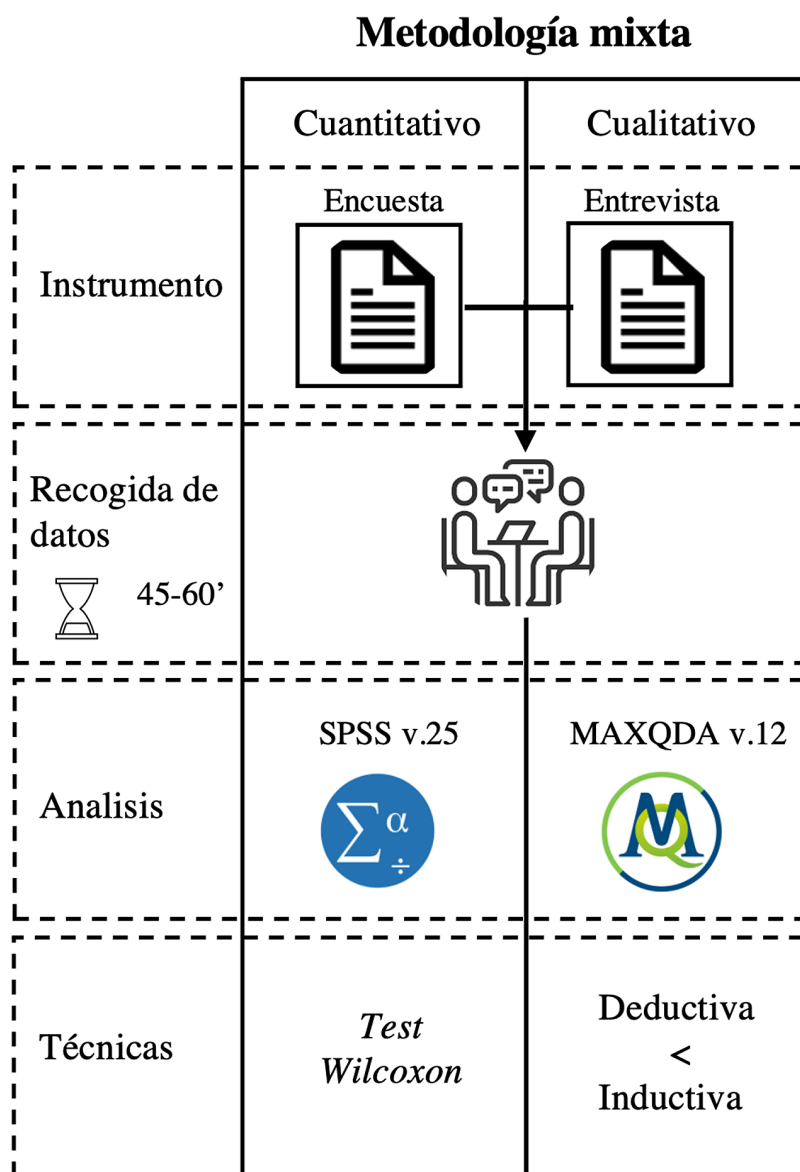 Metodología mixta
Cuantitativo
Cualitativo
Encuesta
Entrevista
Instrumento
Recogida de
datos
45-60’
SPSS v.25
MAXQDA v.12
Analisis
Σ α ÷
MQ
Técnicas
Test
Wilcoxon
Deductiva
<
Inductiva